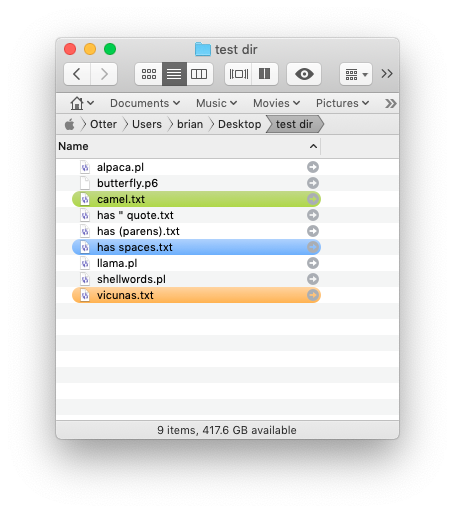 test dir
Documents Music Movies Pictures
Otter Users brian Desktop test dir
Name
alpaca.pl
butterfly.p6
camel.txt
has " quote.txt
has (parens).txt
has spaces.txt
llama.pl
shellwords.pl
vicunas.txt
9 items, 417.6 GB available